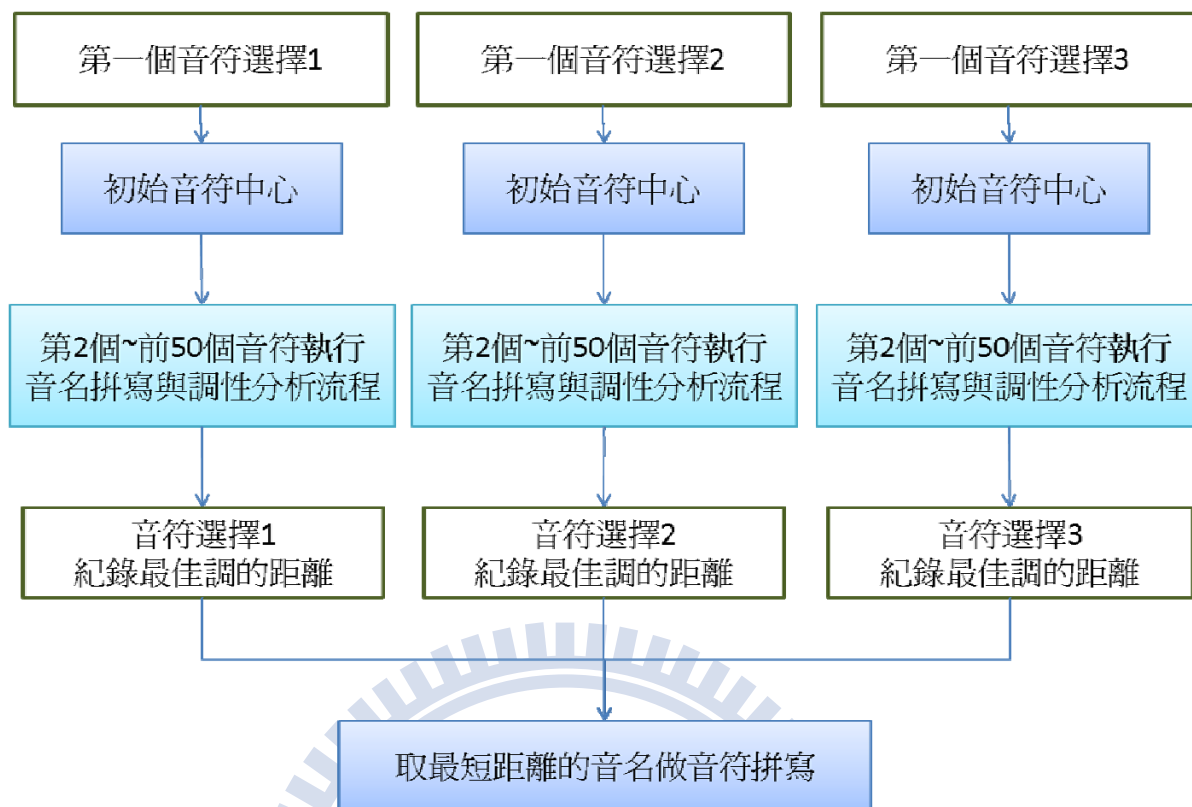 第一個音符選擇1
第一個音符選擇2
第一個音符選擇3
初始音符中心
初始音符中心
初始音符中心
第2個~前50個音符執行
音名拼寫與調性分析流程
第2個~前50個音符執行
音名拼寫與調性分析流程
第2個~前50個音符執行
音名拼寫與調性分析流程
音符選擇1
紀錄最佳調的距離
音符選擇2
紀錄最佳調的距離
音符選擇3
紀錄最佳調的距離
取最短距離的音名做音符拼寫